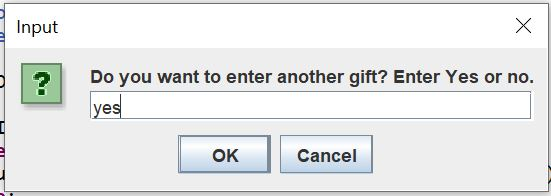 Input
?
Do you want to enter another gift? Enter Yes or no.
yes
OK Cancel